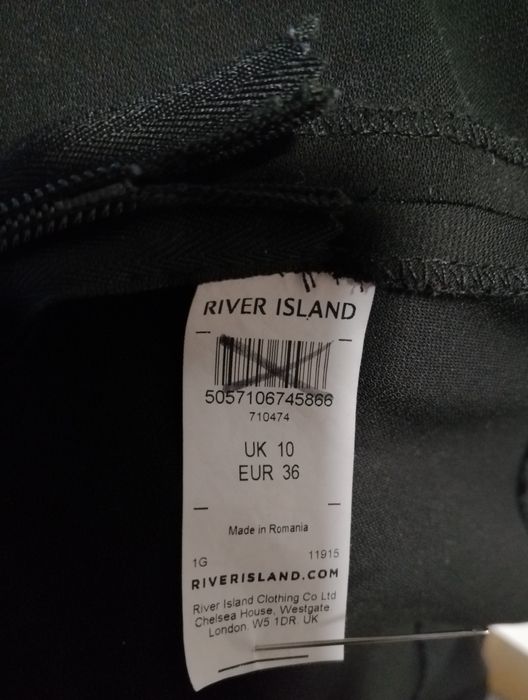 RIVER ISLAND
5057106745866
710474
UK 10
EUR 36
Made in Romania
1G 11915
RIVERISLAND.COM
River Island Clothing Co Ltd
Chelsea House, Westgate
London. W5 1DR. UK